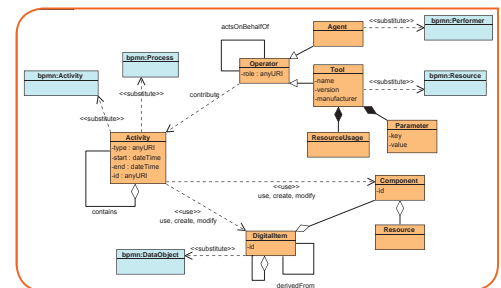 actsOnBehalfOf
Agent
<<substitute>>
bpmn:Performer
bpmn:Process
Operator
-role : anyURI
bpmn:Activity
Tool
-name
-version
-manufacturer
<<substitute>>
bpmn:Resource
<<substitute>>
contribute
<<substitute>>
Parameter
-key
-value
Activity
-type : anyURI
-start : dateTime
-end : dateTime
-id : anyURI
ResourceUsage
<<use>>
use, create, modify
Component
-id
contains
<<use>>
use, create, modify
Resource
DigitalItem
-id
<<substitute>>
bpmn:DataObject
derivedFrom